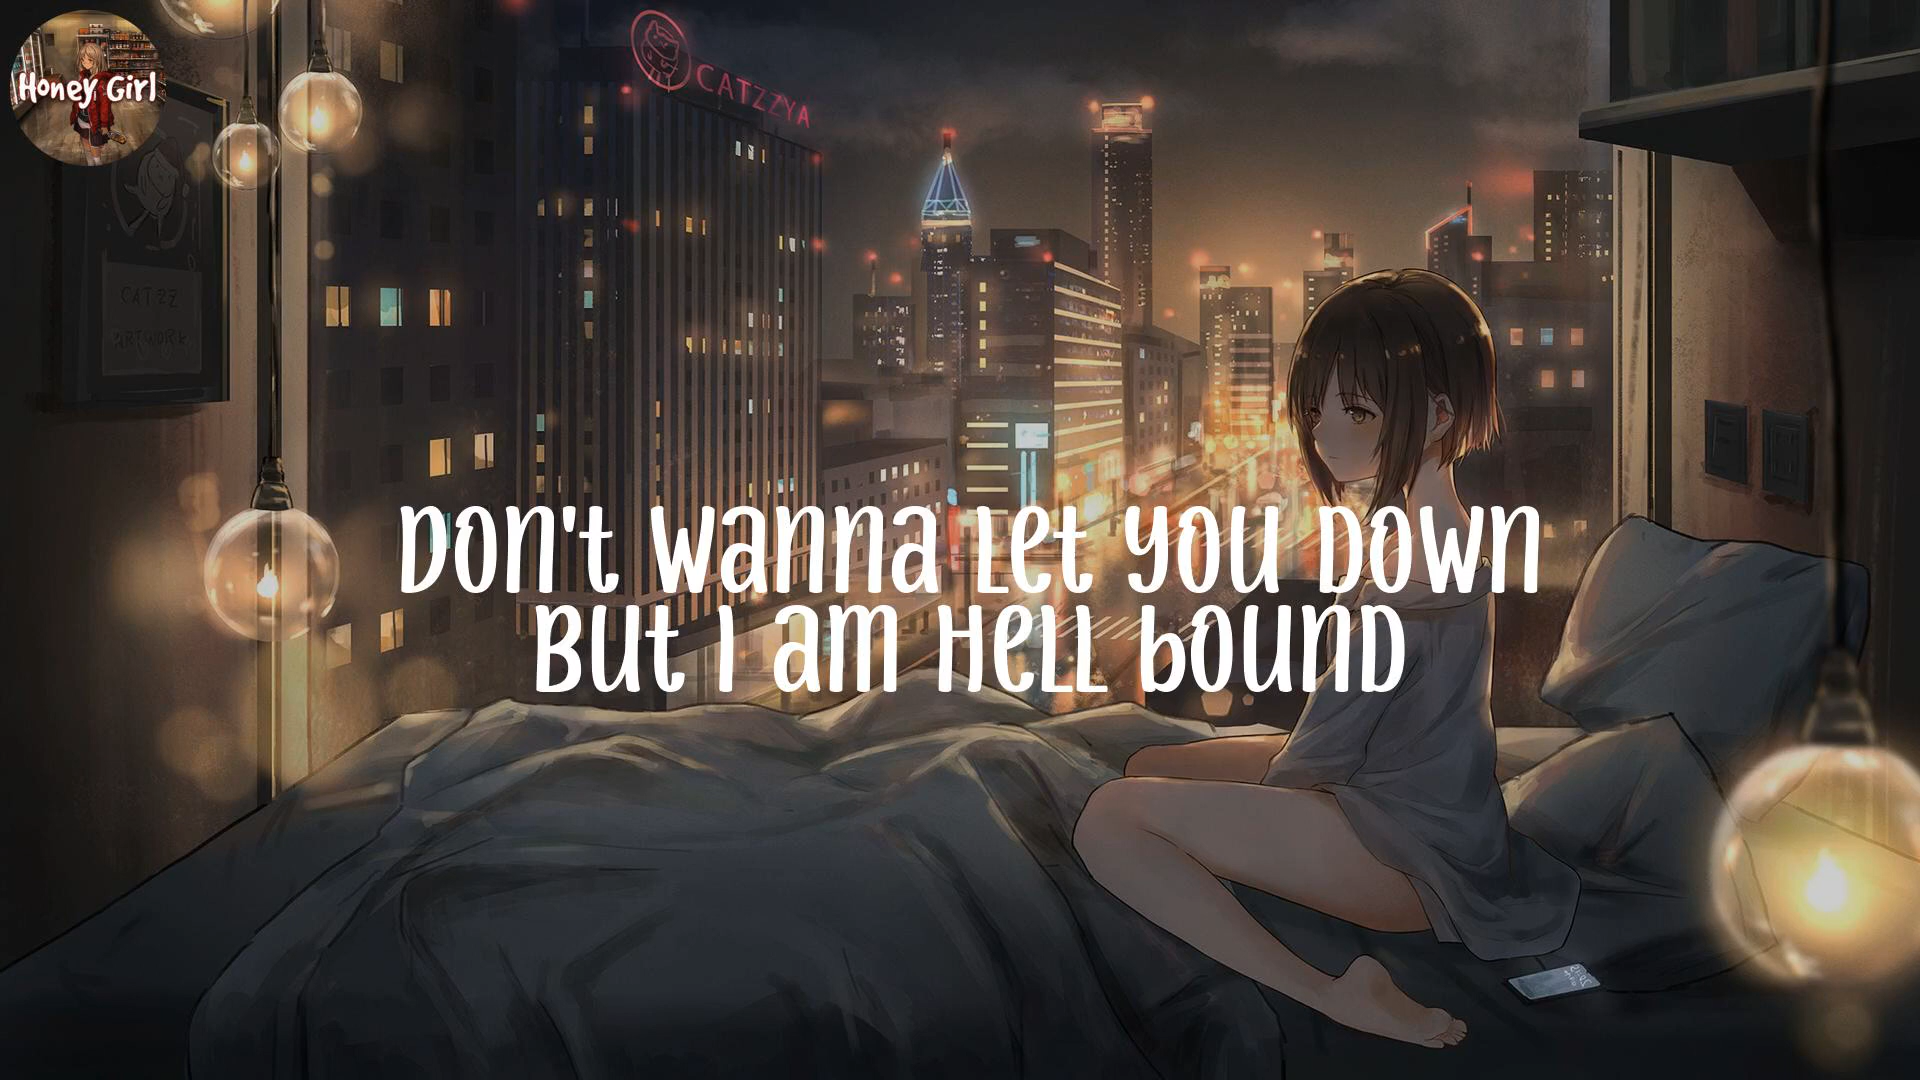 Honey Girl
CATZZYA
CATZZ
ARTWORK
Don't wanna let you down
But I am hell bound